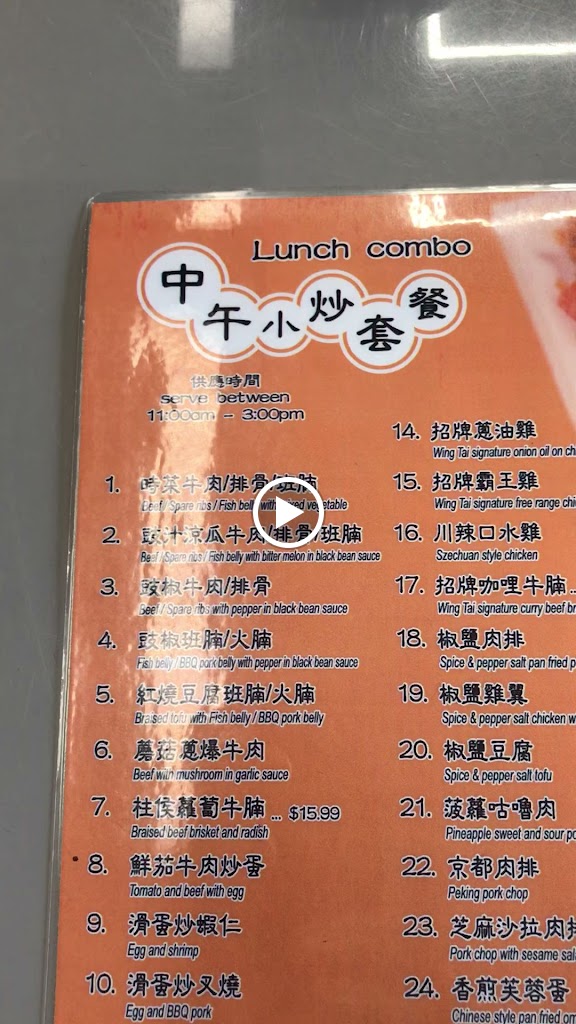 Lunch combo
中午小炒套餐
供應時間
serve between
11:00am - 3:00pm
1. 時菜牛肉/排骨/班腩
Beef / Spare ribs / Fish belly with mixed vegetable
2. 豉汁涼瓜牛肉/排骨/班腩
Beef / Spare ribs / Fish belly with bitter melon in black bean sauce
3. 豉椒牛肉/排骨
Beef / Spare ribs with pepper in black bean sauce
4. 豉椒班腩/火腩
Fish belly / BBQ pork belly with pepper in black bean sauce
5. 紅燒豆腐班腩/火腩
Braised tofu with Fish belly / BBQ pork belly
6. 蘑菇蔥爆牛肉
Beef with mushroom in garlic sauce
7. 柱侯蘿蔔牛腩 ... $15.99
Braised beef brisket and radish
8. 鮮茄牛肉炒蛋
Tomato and beef with egg
9. 滑蛋炒蝦仁
Egg and shrimp
10. 滑蛋炒叉燒
Egg and BBQ pork
14. 招牌蔥油雞
Wing Tai signature onion oil on
15. 招牌霸王雞
Wing Tai signature free range
16. 川辣口水雞
Szechuan style chicken
17. 招牌咖哩牛腩 ..
Wing Tai signature curry beef
18. 椒鹽肉排
Spice & pepper salt pan fried
19. 椒鹽雞翼
Spice & pepper salt chicken
20. 椒鹽豆腐
Spice & pepper salt tofu
21. 菠蘿咕嚕肉
Pineapple sweet and sour
22. 京都肉排
Peking pork chop
23. 芝麻沙拉肉排
Pork chop with sesame
24. 香煎芙蓉蛋
Chinese style pan fried